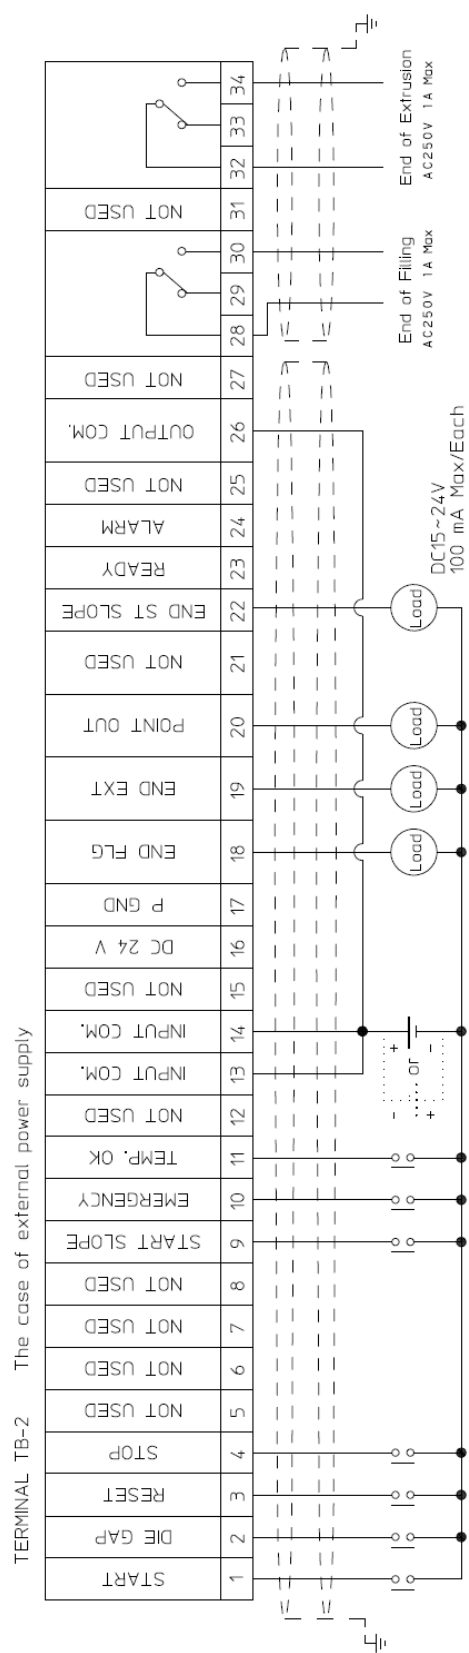 TERMINAL TB-2 The case of external power supply
34
33
32
NOT USED 31
30
29
28
NOT USED 27
OUTPUT COM. 26
NOT USED 25
ALARM 24
READY 23
END ST SLOPE 22
NOT USED 21
POINT OUT 20
END EXT 19
END FLG 18
P GND 17
DC 24 V 16
NOT USED 15
INPUT COM. 14
INPUT COM. 13
NOT USED 12
TEMP. OK 11
EMERGENCY 10
START SLOPE 9
NOT USED 8
NOT USED 7
NOT USED 6
NOT USED 5
STOP 4
RESET 3
DIE GAP 2
START 1
End of Extrusion
AC250V 1A Max
End of Filling
AC250V 1A Max
DC15~24V
100 mA Max/Each
Load
Load
Load
Load
+ -
or
- +